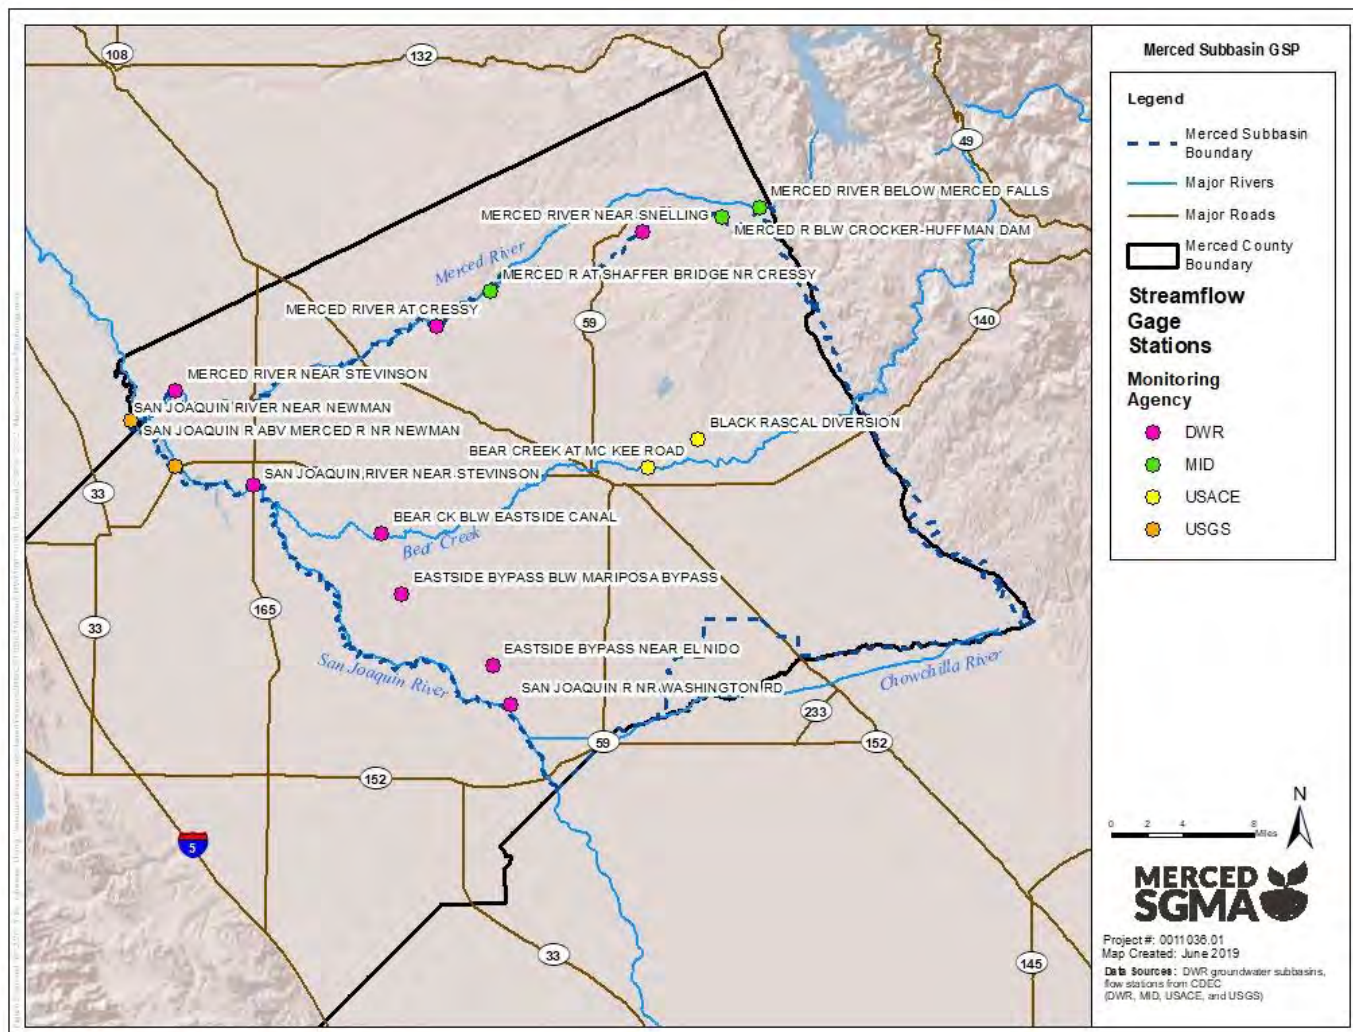 Merced Subbasin GSP
Legend
Merced Subbasin
Boundary
Major Rivers
Major Roads
Merced County
Boundary
Streamflow
Gage
Stations
Monitoring
Agency
DWR
MID
USACE
USGS
108
132
49
MERCED RIVER BELOW MERCED FALLS
MERCED RIVER NEAR SNELLING
MERCED R BLW CROCKER-HUFFMAN DAM
Merced River
MERCED R AT SHAFFER BRIDGE NR CRESSY
MERCED RIVER AT CRESSY
59
140
MERCED RIVER NEAR STEVINSON
SAN JOAQUIN RIVER NEAR NEWMAN
SAN JOAQUIN R ABV MERCED R NR NEWMAN
BLACK RASCAL DIVERSION
BEAR CREEK AT MC KEE ROAD
SAN JOAQUIN RIVER NEAR STEVINSON
33
BEAR CK BLW EASTSIDE CANAL
Creek
EASTSIDE BYPASS BLW MARIPOSA BYPASS
165
33
San Joaquin River
EASTSIDE BYPASS NEAR EL NIDO
SAN JOAQUIN R NR WASHINGTON RD
Chowchilla River
233
59
152
152
5
33
145
N
0 2 4 8
Miles
MERCED
SGMA
Project #: 0011036.01
Map Created: June 2019
Data Sources: DWR groundwater subbasins,
flow stations from CDEC
(DWR, MID, USACE, and USGS)